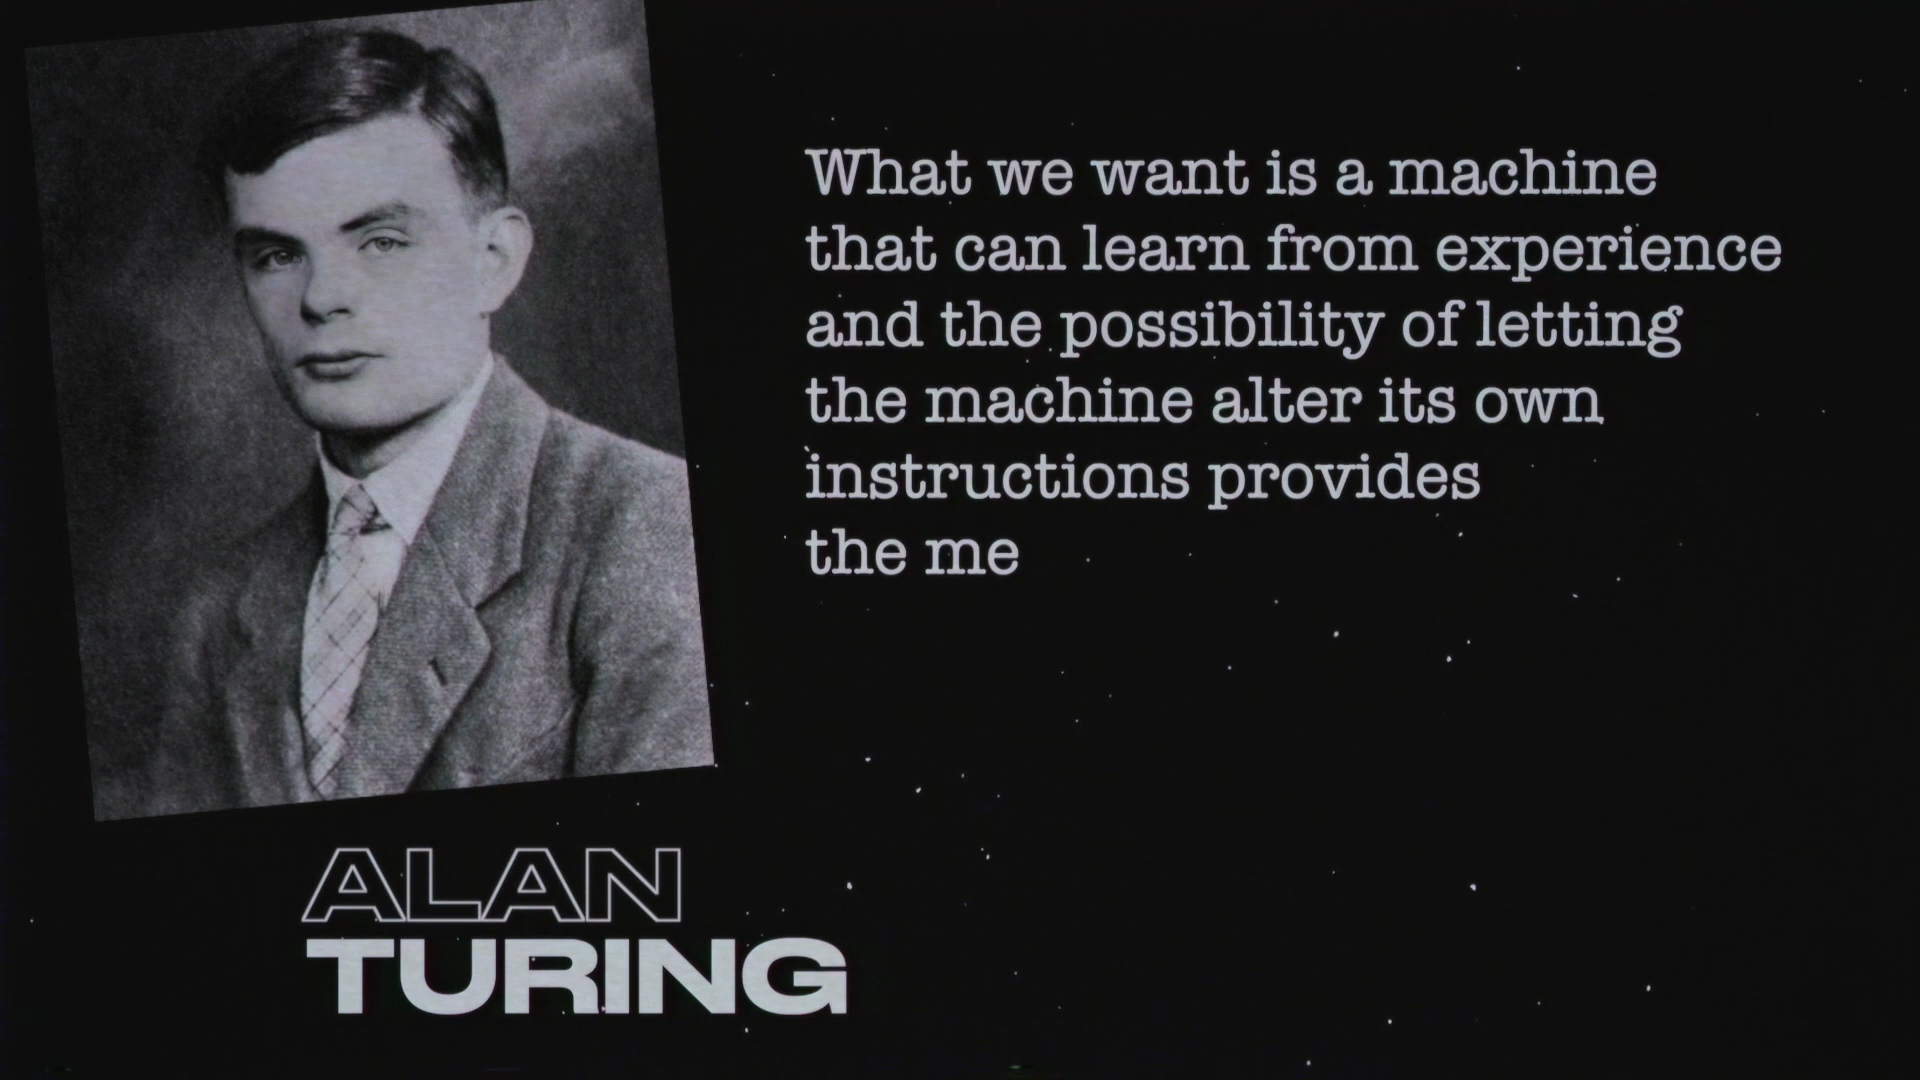 What we want is a machine
that can learn from experience
and the possibility of letting
the machine alter its own
instructions provides
the me
ALAN
TURING